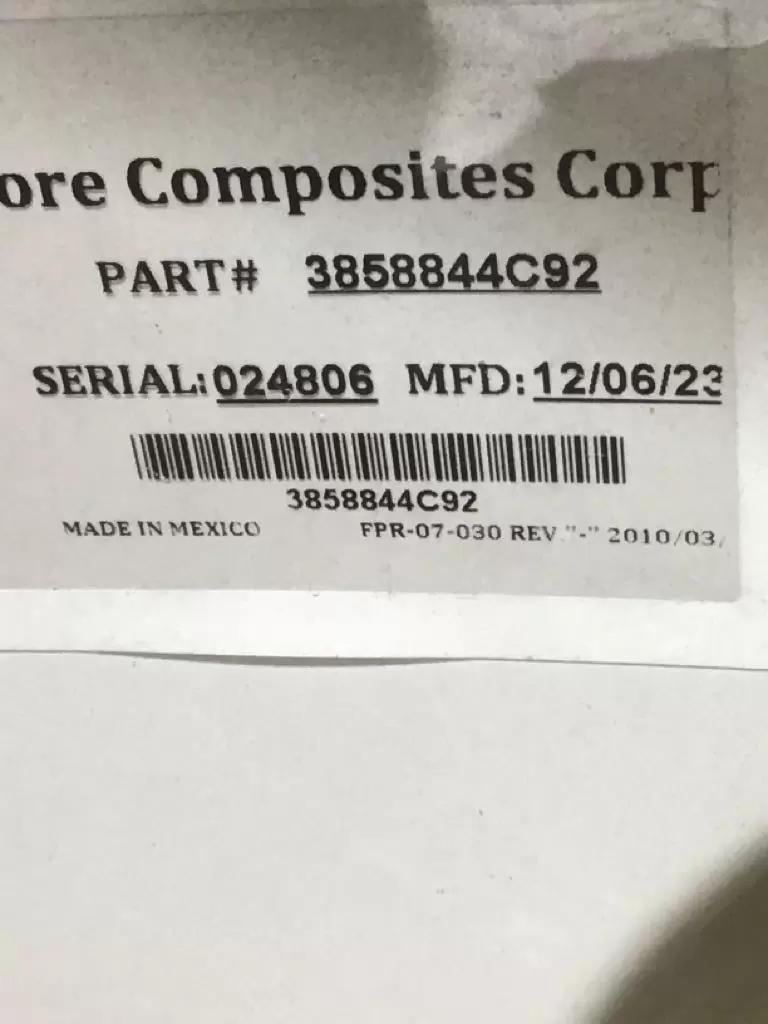 ore Composites Corp
PART# 3858844C92
SERIAL: 024806 MFD: 12/06/23
3858844C92
MADE IN MEXICO FPR-07-030 REV "-" 2010/03/